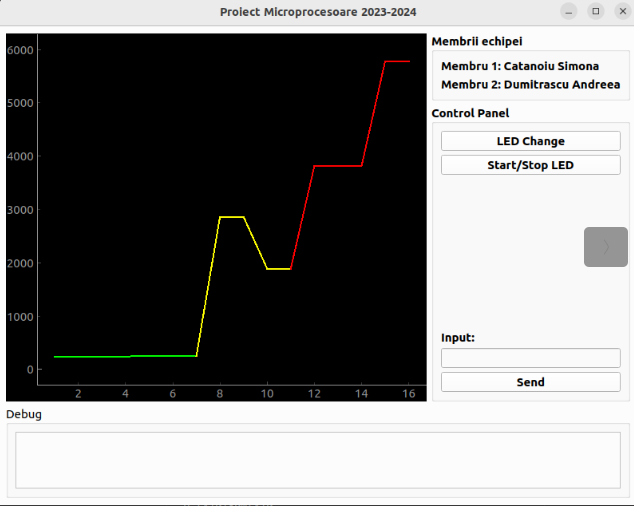 Proiect Microprocesoare 2023-2024
6000
5000
4000
3000
2000
1000
0
2 4 6 8 10 12 14 16
Membrii echipei
Membru 1: Catanoiu Simona
Membru 2: Dumitrascu Andreea
Control Panel
LED Change
Start/Stop LED
Input:
Send
Debug